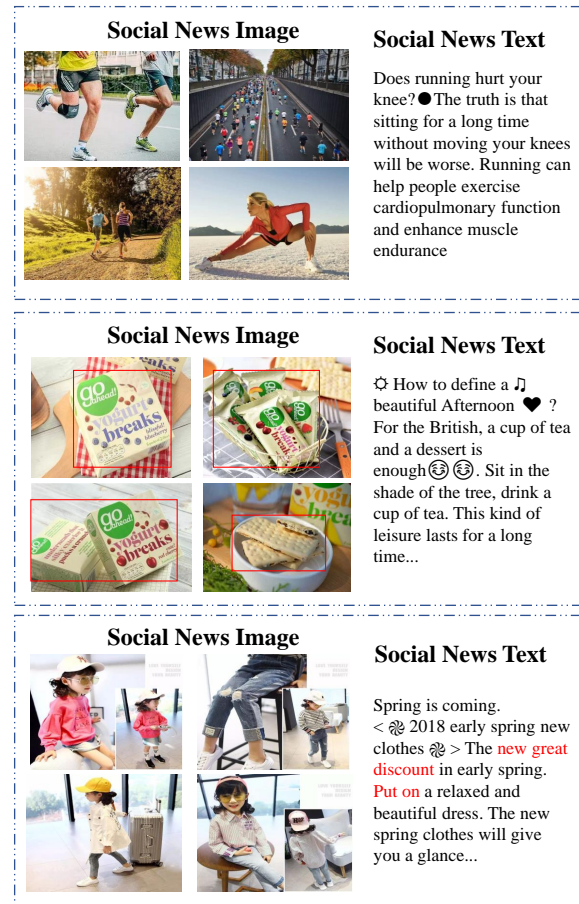 Social News Image
Social News Text
Does running hurt your
knee?●The truth is that
sitting for a long time
without moving your knees
will be worse. Running can
help people exercise
cardiopulmonary function
and enhance muscle
endurance
Social News Image
Social News Text
☼ How to define a ♫
beautiful Afternoon ♥ ?
For the British, a cup of tea
and a dessert is
enough😊😊. Sit in the
shade of the tree, drink a
cup of tea. This kind of
leisure lasts for a long
time...
go
ahead!
yogurt
breaks
go
yogurt
break
go
ahead!
yogurt
breaks
yogurt
brea
Social News Image
Social News Text
Spring is coming.
< ֎ 2018 early spring new
clothes ֎ > The new great
discount in early spring.
Put on a relaxed and
beautiful dress. The new
spring clothes will give
you a glance...